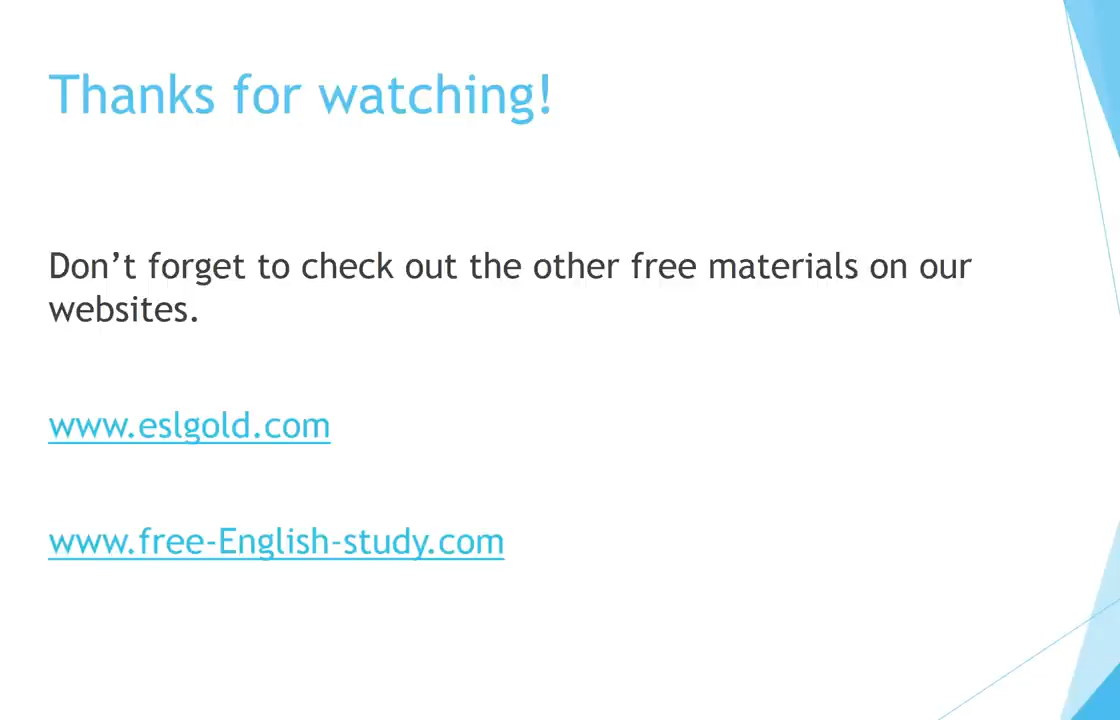 Thanks for watching!
Don’t forget to check out the other free materials on our
websites.
www.eslgold.com
www.free-English-study.com